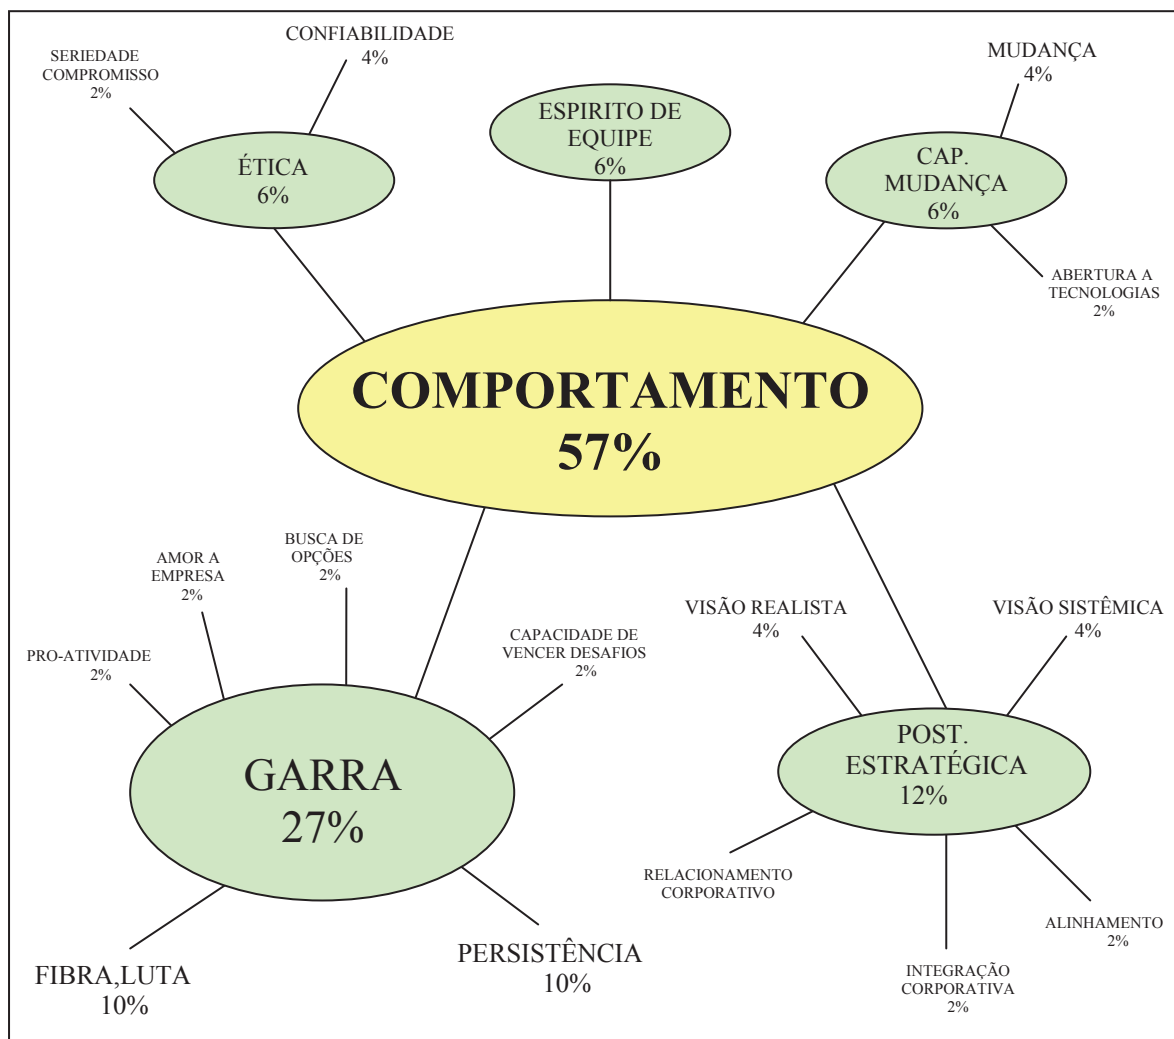 CONFIABILIDADE
4%
SERIEDADE
COMPROMISSO
2%
ÉTICA
6%
ESPIRITO DE
EQUIPE
6%
MUDANÇA
4%
CAP.
MUDANÇA
6%
ABERTURA A
TECNOLOGIAS
2%
COMPORTAMENTO
57%
BUSCA DE
OPÇÕES
2%
AMOR A
EMPRESA
2%
PRO-ATIVIDADE
2%
CAPACIDADE DE
VENCER DESAFIOS
2%
GARRA
27%
FIBRA,LUTA
10%
PERSISTÊNCIA
10%
VISÃO REALISTA
4%
VISÃO SISTÊMICA
4%
POST.
ESTRATÉGICA
12%
RELACIONAMENTO
CORPORATIVO
INTEGRAÇÃO
CORPORATIVA
2%
ALINHAMENTO
2%